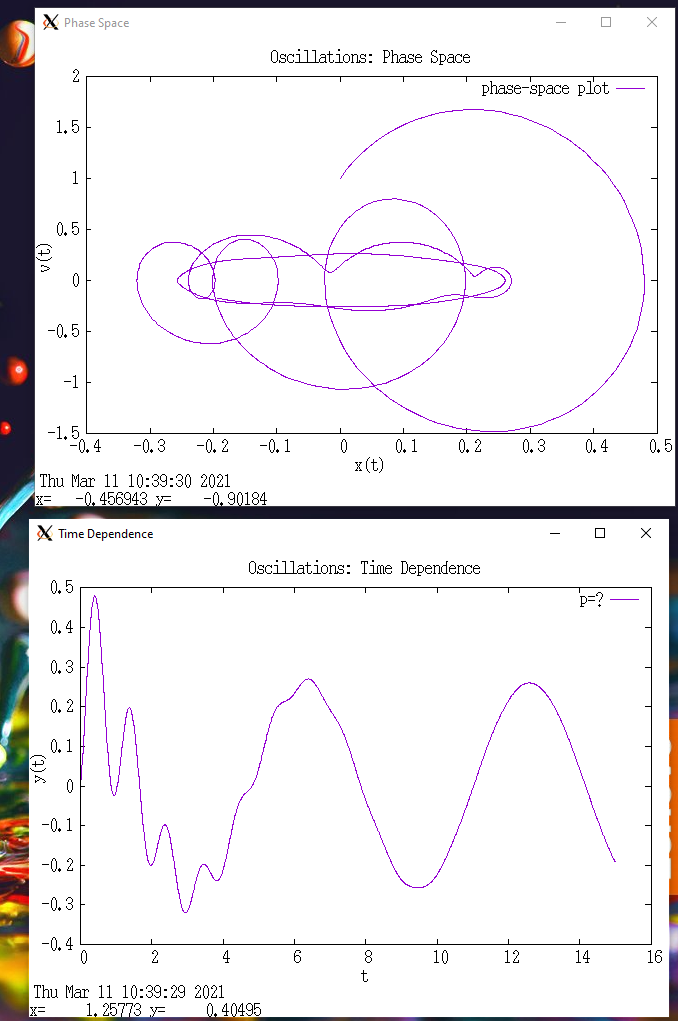 Phase Space
Oscillations: Phase Space
phase-space plot
2
1.5
1
0.5
0
-0.5
-1
-1.5
v(t)
-0.4 -0.3 -0.2 -0.1 0 0.1 0.2 0.3 0.4 0.5
x(t)
Thu Mar 11 10:39:30 2021
x= -0.456943 y= -0.90184
Time Dependence
Oscillations: Time Dependence
p=?
0.5
0.4
0.3
0.2
0.1
0
-0.1
-0.2
-0.3
-0.4
y(t)
0 2 4 6 8 10 12 14 16
t
Thu Mar 11 10:39:29 2021
x= 1.25773 y= 0.40495